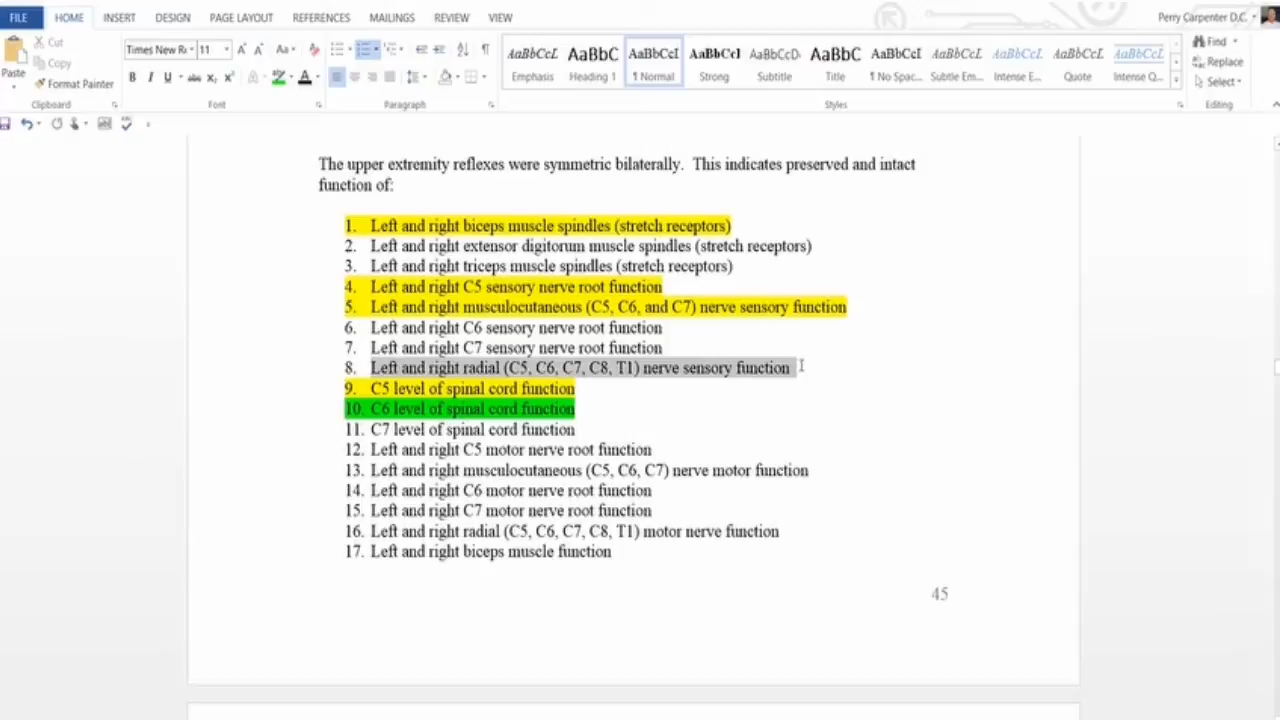 FILE HOME INSERT DESIGN PAGE LAYOUT REFERENCES MAILINGS REVIEW VIEW Perry Carpenter D.C.
Cut
Copy
Format Painter
Paste
Clipboard
Times New R 11
Font
Paragraph
AaBbCcL AaBbC AaBbCcI AaBbCcI AaBbCcD AaBbC AaBbCcI AaBbCcL AaBbCcL AaBbCcL AaBbCcL
Emphasis Heading 1 ¶ Normal Strong Subtitle Title ¶ No Spac... Subtle Em... Intense E... Quote Intense Q...
Styles
Find
Replace
Select
Editing
The upper extremity reflexes were symmetric bilaterally. This indicates preserved and intact
function of:
1. Left and right biceps muscle spindles (stretch receptors)
2. Left and right extensor digitorum muscle spindles (stretch receptors)
3. Left and right triceps muscle spindles (stretch receptors)
4. Left and right C5 sensory nerve root function
5. Left and right musculocutaneous (C5, C6, and C7) nerve sensory function
6. Left and right C6 sensory nerve root function
7. Left and right C7 sensory nerve root function
8. Left and right radial (C5, C6, C7, C8, T1) nerve sensory function
9. C5 level of spinal cord function
10. C6 level of spinal cord function
11. C7 level of spinal cord function
12. Left and right C5 motor nerve root function
13. Left and right musculocutaneous (C5, C6, C7) nerve motor function
14. Left and right C6 motor nerve root function
15. Left and right C7 motor nerve root function
16. Left and right radial (C5, C6, C7, C8, T1) motor nerve function
17. Left and right biceps muscle function
45